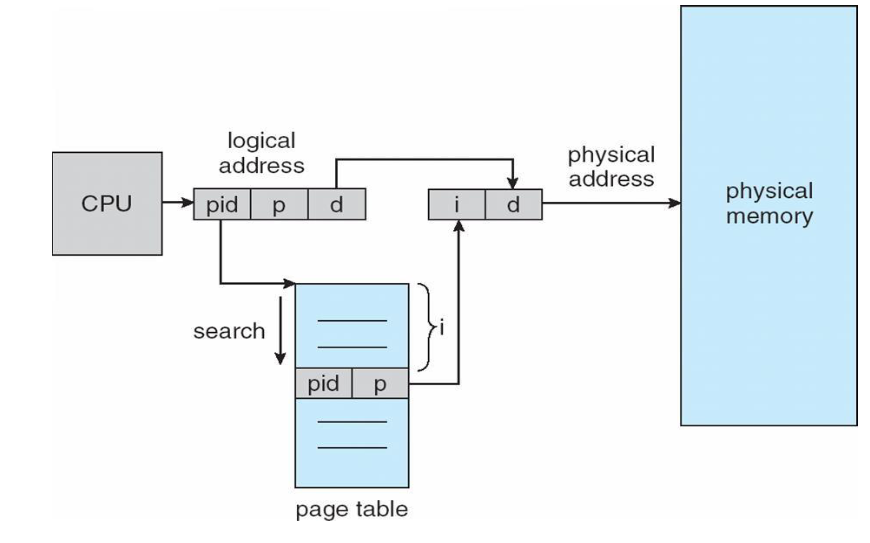 logical
address
physical
address
CPU
pid p d
i d
physical
memory
search
i
pid p
page table